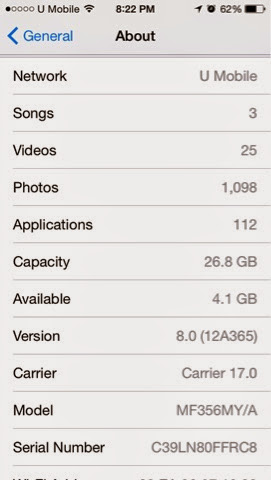 U Mobile 8:22 PM 62%
General About
Network U Mobile
Songs 3
Videos 25
Photos 1,098
Applications 112
Capacity 26.8 GB
Available 4.1 GB
Version 8.0 (12A365)
Carrier Carrier 17.0
Model MF356MY/A
Serial Number C39LN80FFRC8